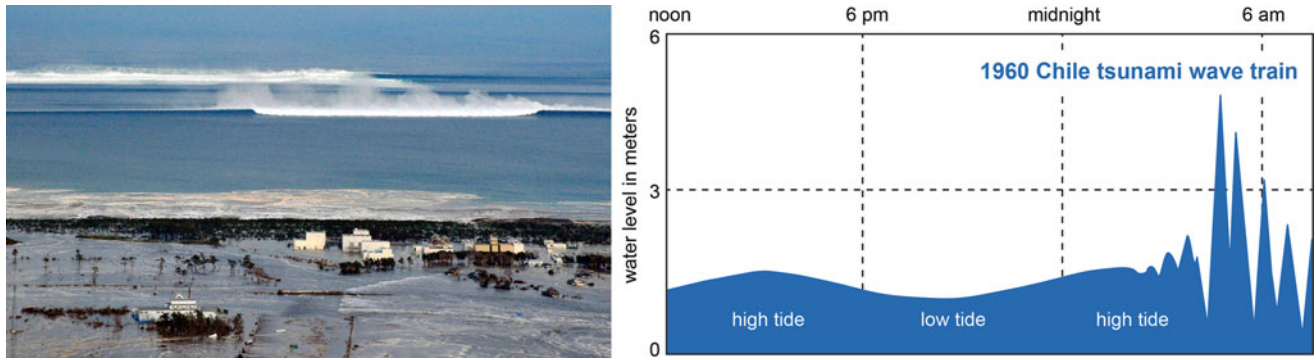 noon 6 pm midnight 6 am
6
1960 Chile tsunami wave train
water level in meters
3
high tide low tide high tide
0